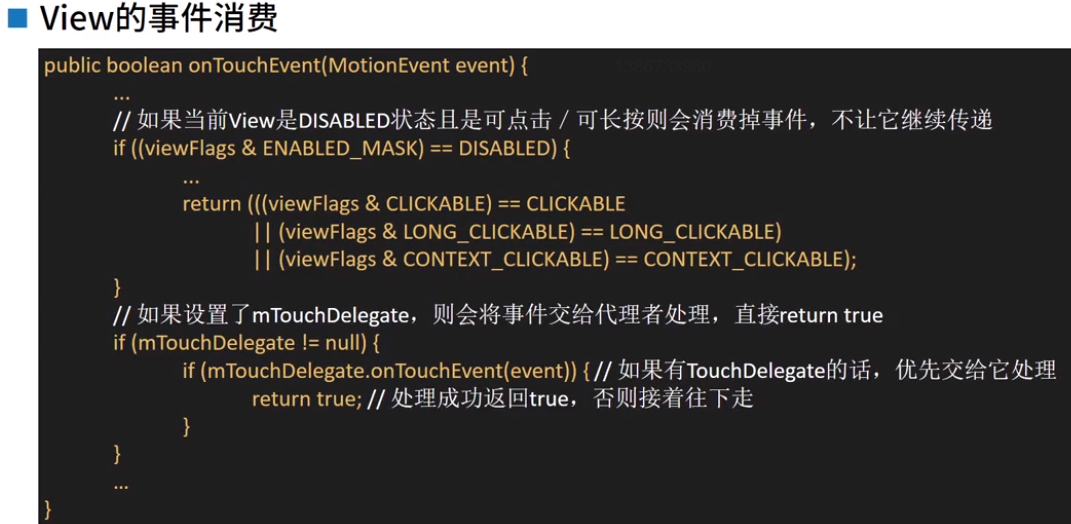 View的事件消费
public boolean onTouchEvent(MotionEvent event) {
...
// 如果当前View是DISABLED状态且是可点击／可长按则会消费掉事件，不让它继续传递
if ((viewFlags & ENABLED_MASK) == DISABLED) {
...
return (((viewFlags & CLICKABLE) == CLICKABLE
|| (viewFlags & LONG_CLICKABLE) == LONG_CLICKABLE)
|| (viewFlags & CONTEXT_CLICKABLE) == CONTEXT_CLICKABLE);
}
// 如果设置了mTouchDelegate，则会将事件交给代理者处理，直接return true
if (mTouchDelegate != null) {
if (mTouchDelegate.onTouchEvent(event)) { // 如果有TouchDelegate的话，优先交给它处理
return true; // 处理成功返回true，否则接着往下走
}
}
...
}